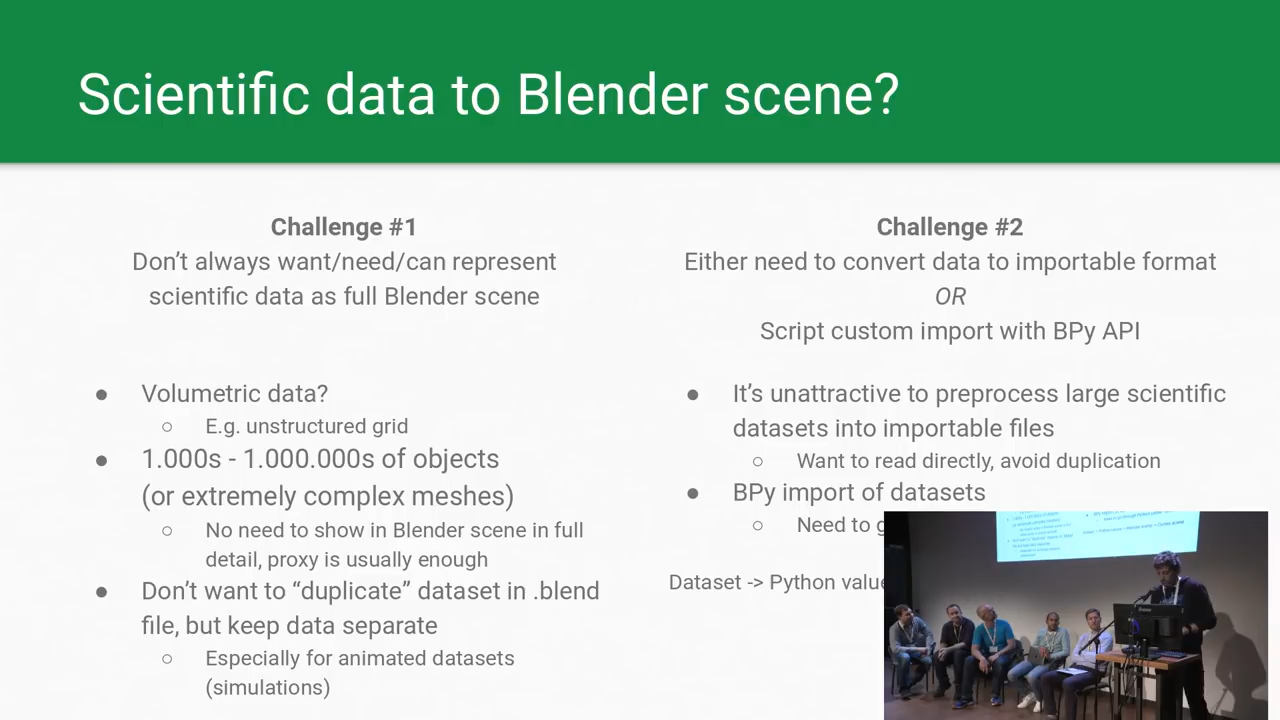 Scientific data to Blender scene?
Challenge #1
Don’t always want/need/can represent
scientific data as full Blender scene
● Volumetric data?
○ E.g. unstructured grid
● 1.000s - 1.000.000s of objects
(or extremely complex meshes)
○ No need to show in Blender scene in full
detail, proxy is usually enough
● Don’t want to “duplicate” dataset in .blend
file, but keep data separate
○ Especially for animated datasets
(simulations)
Challenge #2
Either need to convert data to importable format
OR
Script custom import with BPy API
● It’s unattractive to preprocess large scientific
datasets into importable files
○ Want to read directly, avoid duplication
● BPy import of datasets
○ Need to
Dataset -> Python value